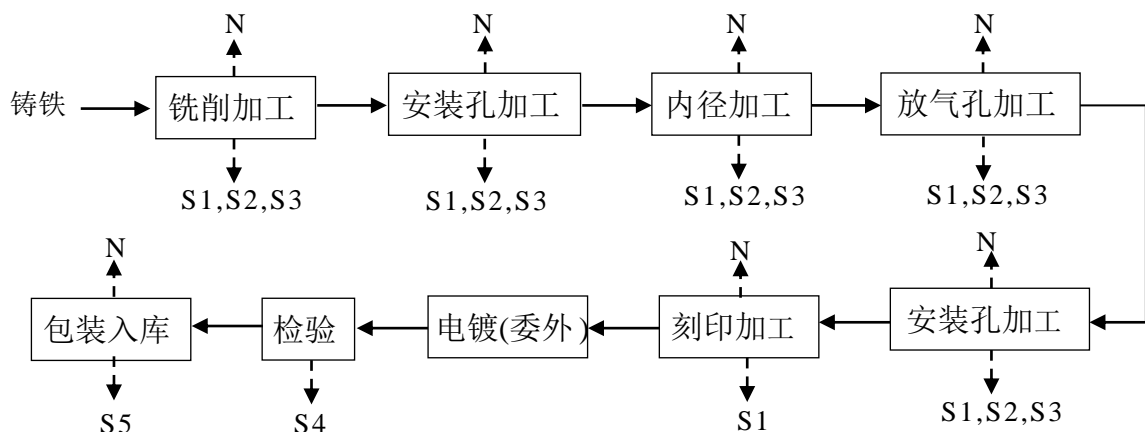 N N N N
铸铁 铣削加工 安装孔加工 内径加工 放气孔加工
S1,S2,S3 S1,S2,S3 S1,S2,S3 S1,S2,S3
N N N
包装入库 检验 电镀(委外) 刻印加工 安装孔加工
S5 S4 S1 S1,S2,S3